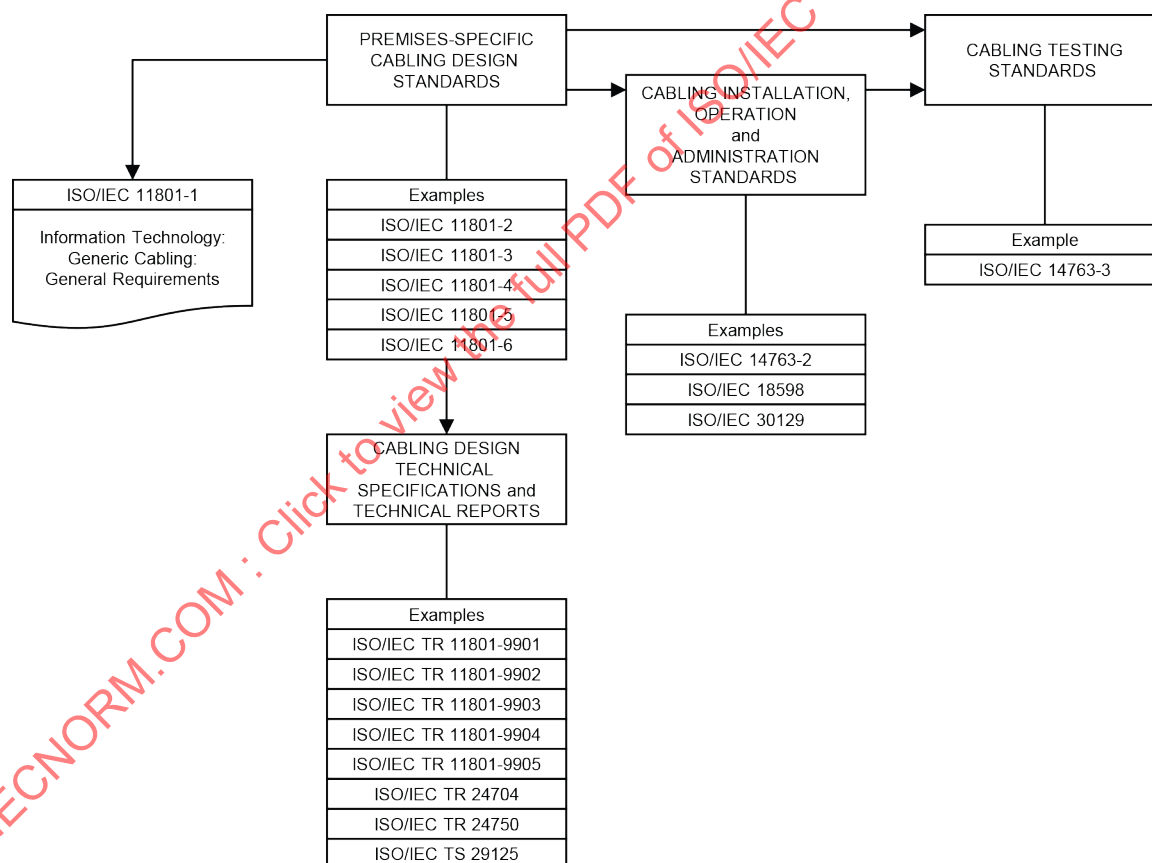 PREMISES-SPECIFIC
CABLING DESIGN
STANDARDS
CABLING TESTING
STANDARDS
CABLING INSTALLATION,
OPERATION
and
ADMINISTRATION
STANDARDS
ISO/IEC 11801-1
Information Technology:
Generic Cabling:
General Requirements
Examples
ISO/IEC 11801-2
ISO/IEC 11801-3
ISO/IEC 11801-4
ISO/IEC 11801-5
ISO/IEC 11801-6
Example
ISO/IEC 14763-3
Examples
ISO/IEC 14763-2
ISO/IEC 18598
ISO/IEC 30129
CABLING DESIGN
TECHNICAL
SPECIFICATIONS and
TECHNICAL REPORTS
Examples
ISO/IEC TR 11801-9901
ISO/IEC TR 11801-9902
ISO/IEC TR 11801-9903
ISO/IEC TR 11801-9904
ISO/IEC TR 11801-9905
ISO/IEC TR 24704
ISO/IEC TR 24750
ISO/IEC TS 29125
IECNORM.COM : Click to view the full PDF of ISO/IEC